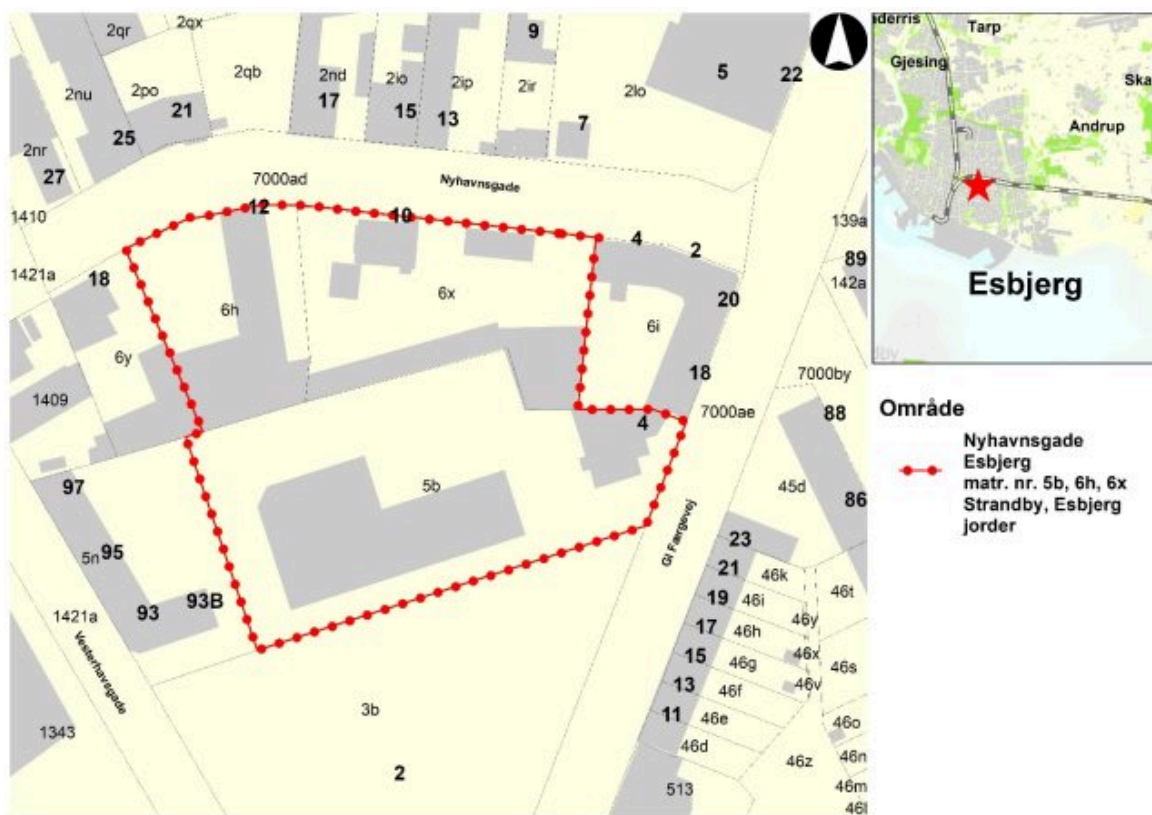 2qr
2qx
9
2nu
2po
2qb
2nd
2io
2ip
2ir
2lo
5
22
21
17
15
13
7
25
2nr
27
Nyhavnsgade
7000ad
12
10
4
2
1410
1421a
18
6h
6x
6i
20
139a
89
142a
6y
18
7000by
1409
4
7000ae
88
97
5b
45d
86
5n
95
Gl Færgevej
23
21
46k
46t
93
93B
19
46i
46y
1421a
17
46h
46x
Vesterhavsgade
15
46g
46v
46s
13
46f
3b
11
46e
46o
1343
46d
46z
46n
2
513
46m
46l
aderris
Tarp
Gjesing
Ska
Andrup
Esbjerg
dby
Område
Nyhavnsgade
Esbjerg
matr. nr. 5b, 6h, 6x
Strandby, Esbjerg
jorder